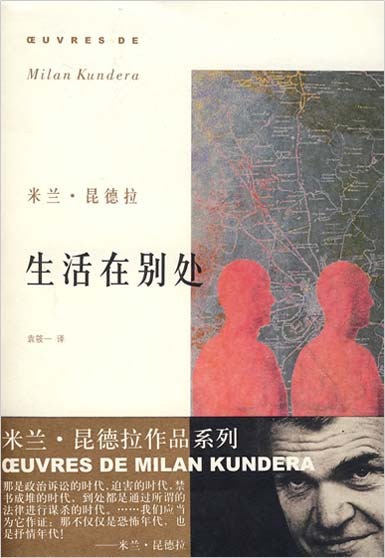 ŒUVRES DE
Milan Kundera
米兰·昆德拉
生活在别处
袁筱一 译
米兰·昆德拉作品系列
ŒUVRES DE MILAN KUNDERA
那是政治诉讼的时代，迫害的时代，禁
书成堆的时代，到处都是通过所谓的
法律进行谋杀的时代。……我们应当
为它作证：那不仅仅是恐怖年代，也
是抒情年代！
——米兰·昆德拉